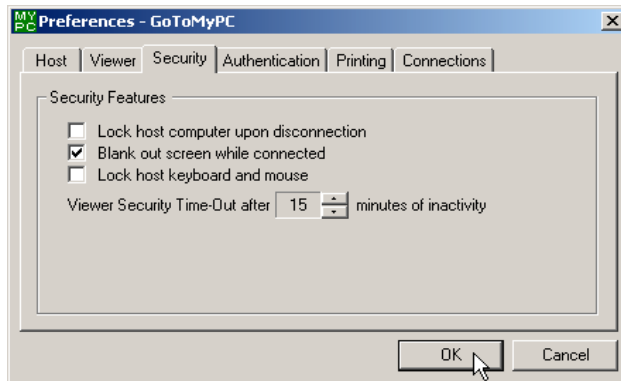 MY PC Preferences - GoToMyPC
Host Viewer Security Authentication Printing Connections
Security Features
Lock host computer upon disconnection
Blank out screen while connected
Lock host keyboard and mouse
Viewer Security Time-Out after 15 minutes of inactivity
OK Cancel